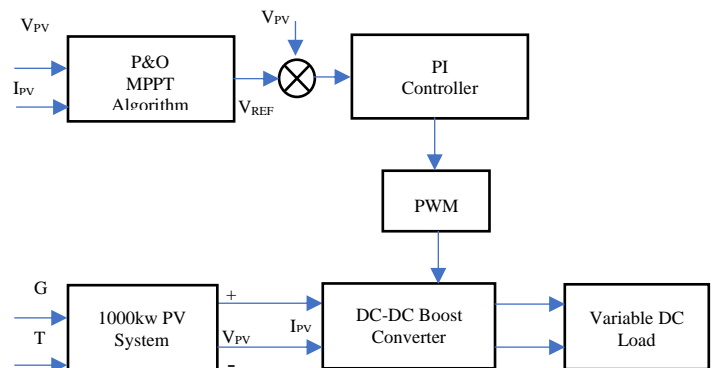 VPV
VPV
IPV
P&O
MPPT
Algorithm
VREF
PI
Controller
PWM
G
T
1000kw PV
System
+
VPV
-
IPV
DC-DC Boost
Converter
Variable DC
Load